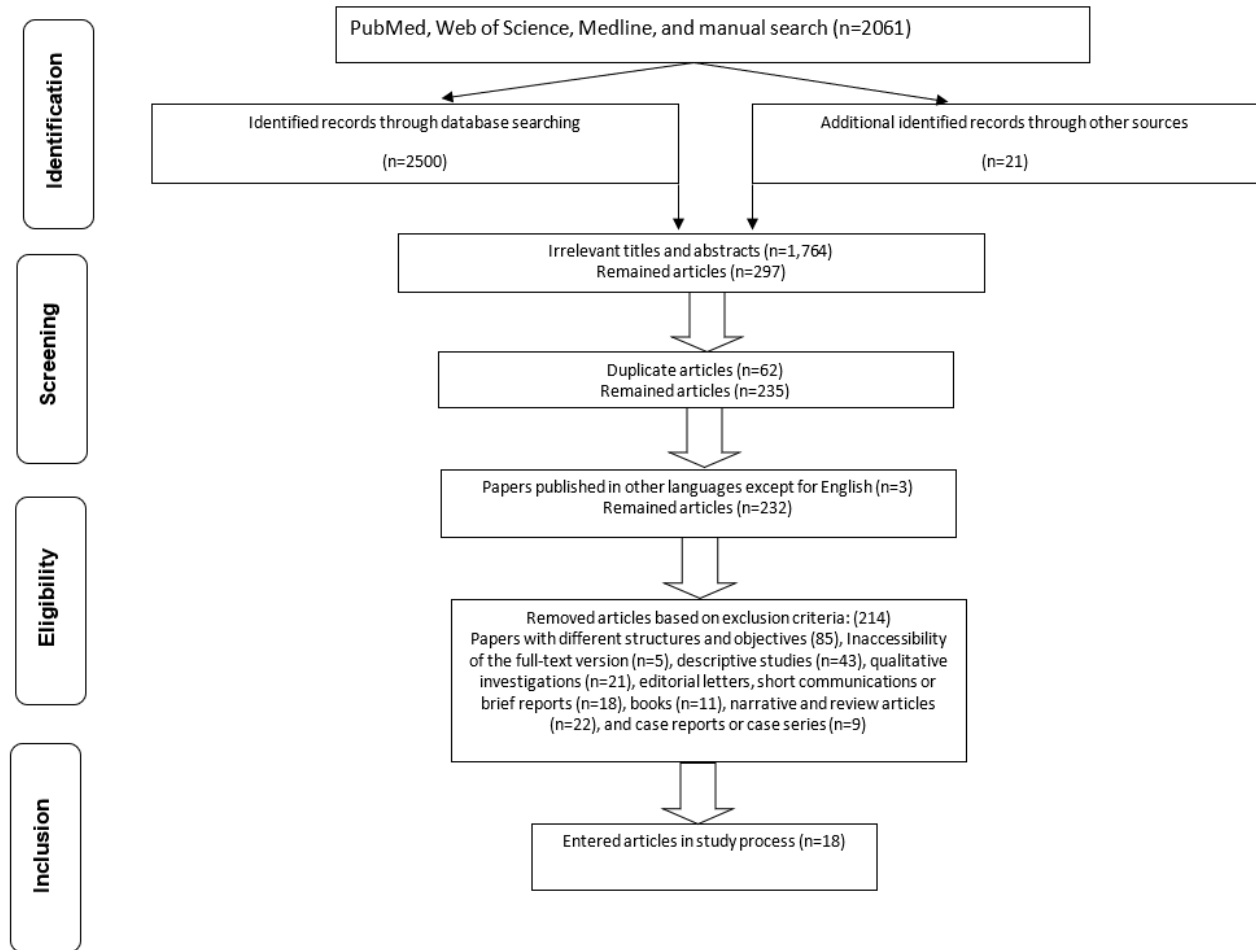 PubMed, Web of Science, Medline, and manual search (n=2061)
Identification
Identified records through database searching
(n=2500)
Additional identified records through other sources
(n=21)
Screening
Irrelevant titles and abstracts (n=1,764)
Remained articles (n=297)
Duplicate articles (n=62)
Remained articles (n=235)
Eligibility
Papers published in other languages except for English (n=3)
Remained articles (n=232)
Removed articles based on exclusion criteria: (214)
Papers with different structures and objectives (85), Inaccessibility
of the full-text version (n=5), descriptive studies (n=43), qualitative
investigations (n=21), editorial letters, short communications or
brief reports (n=18), books (n=11), narrative and review articles
(n=22), and case reports or case series (n=9)
Inclusion
Entered articles in study process (n=18)